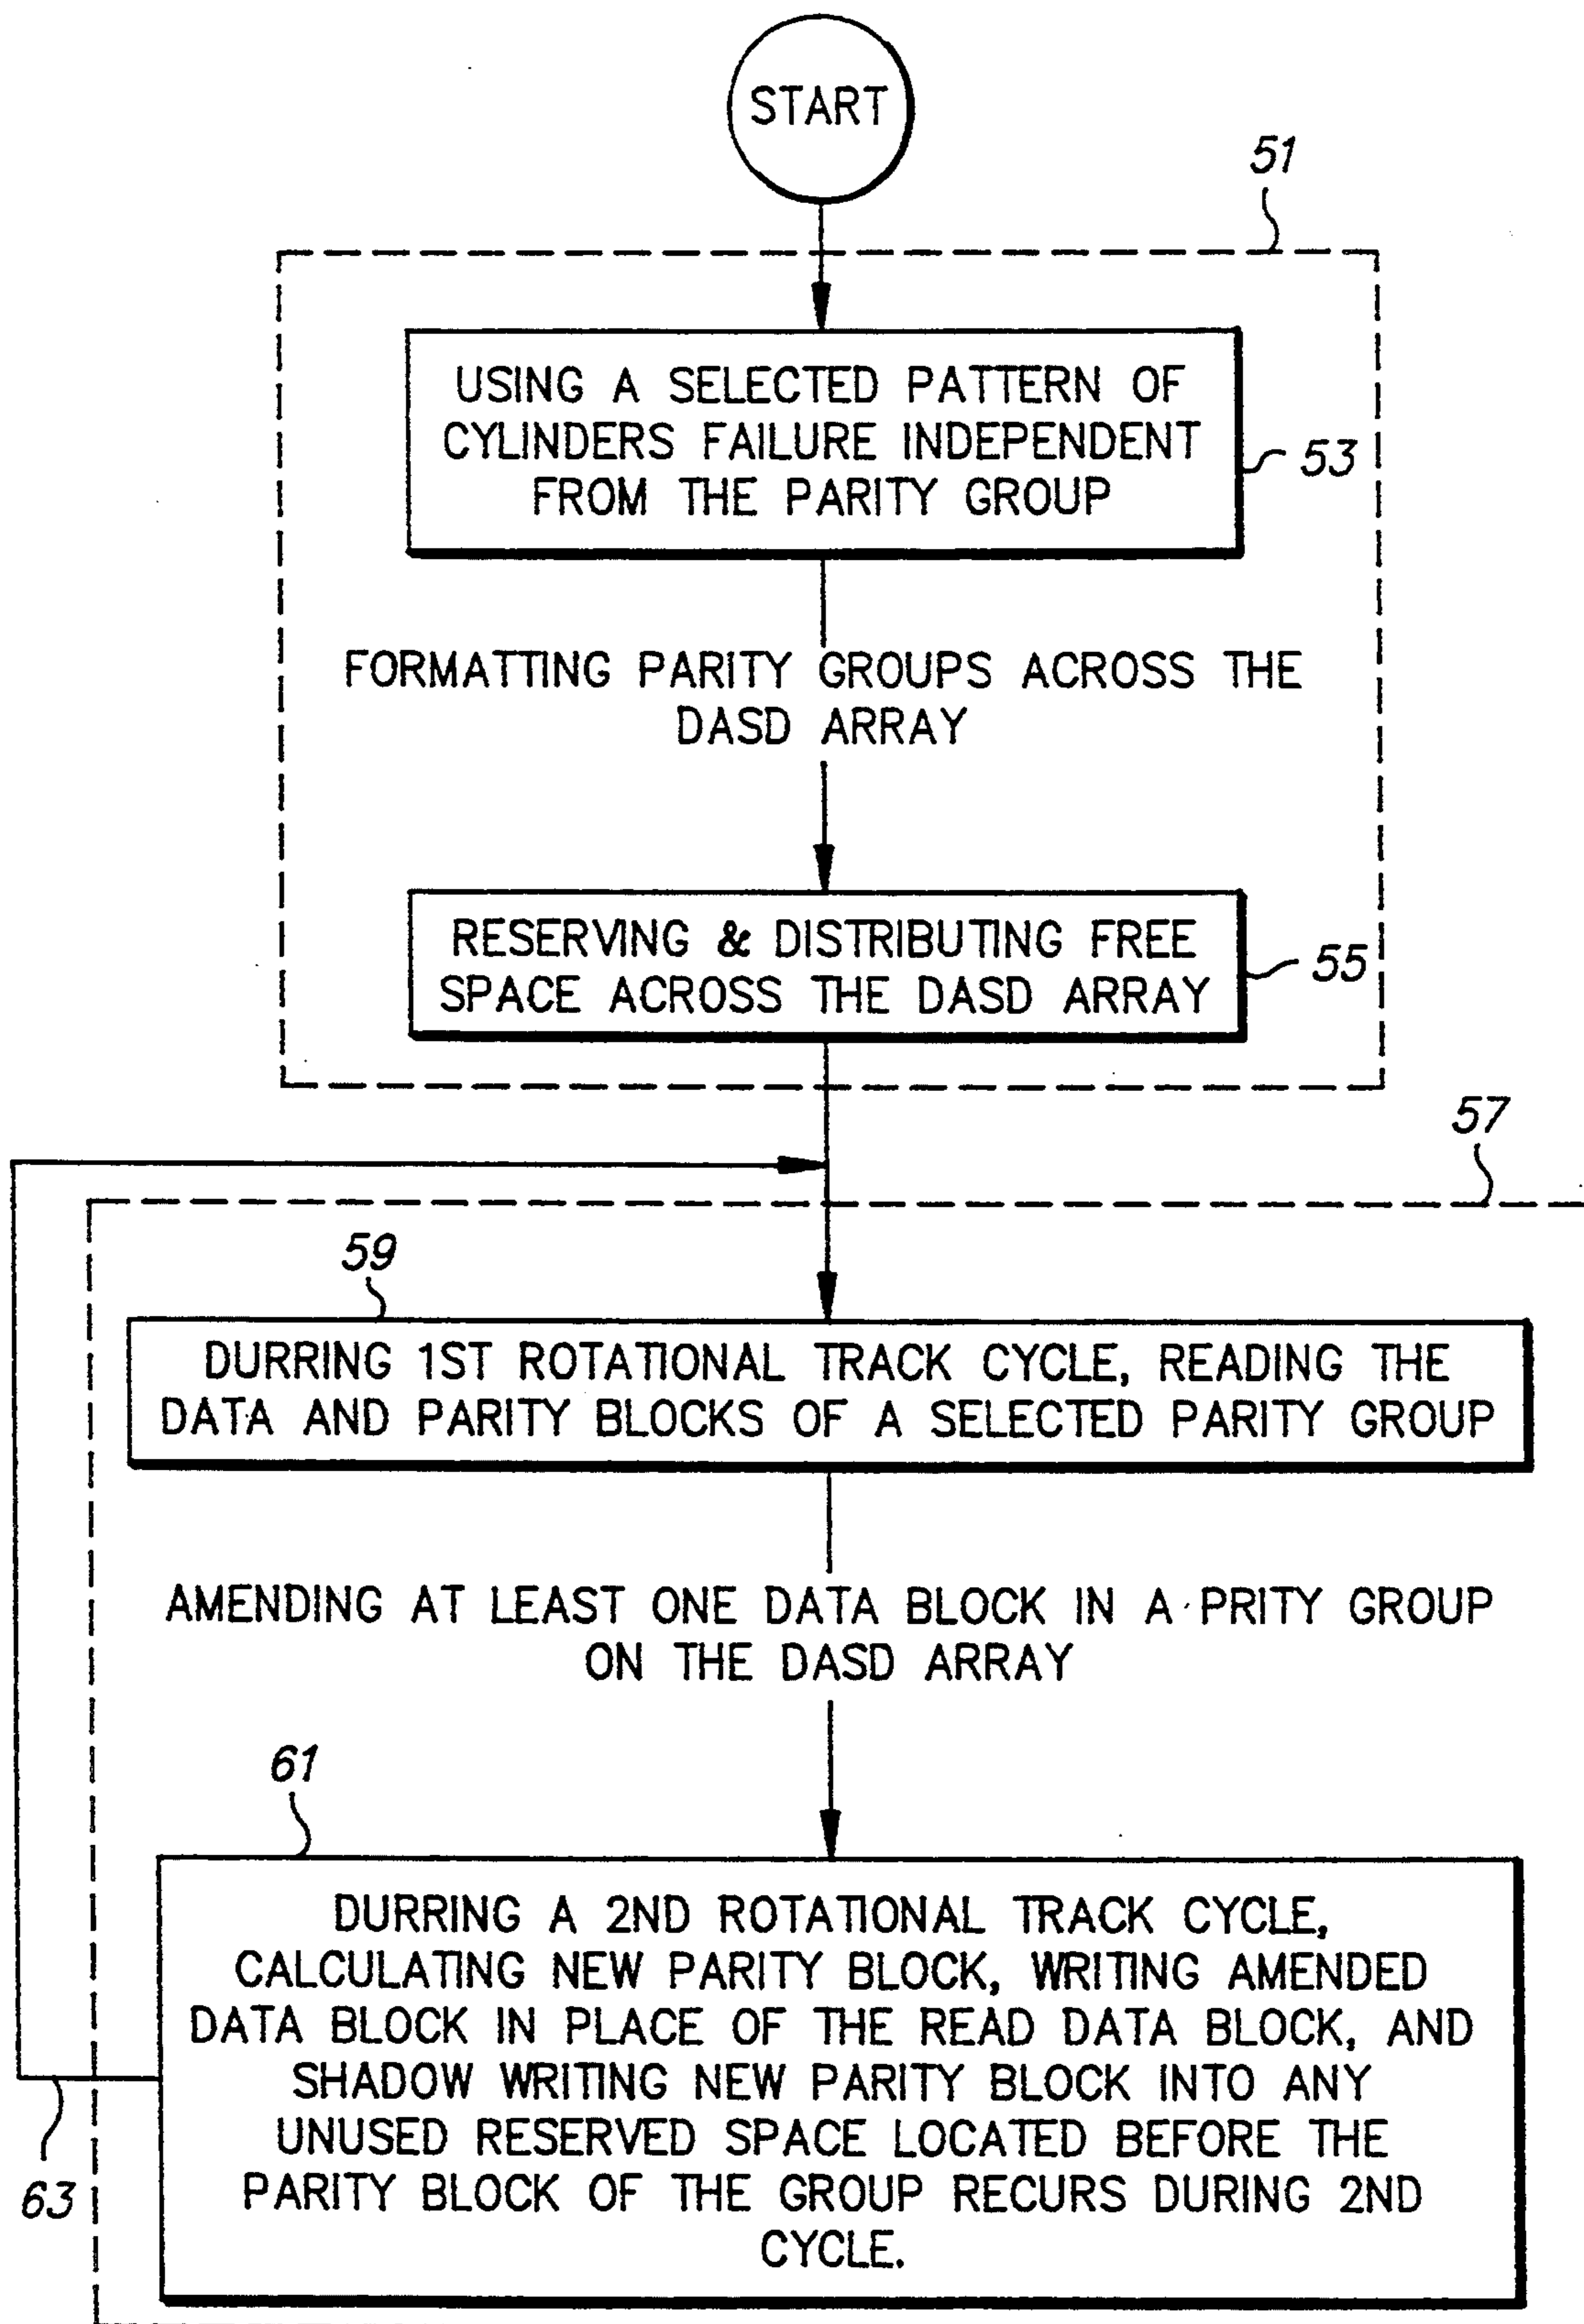 START
51
USING A SELECTED PATTERN OF
CYLINDERS FAILURE INDEPENDENT
FROM THE PARITY GROUP
53
FORMATTING PARITY GROUPS ACROSS THE
DASD ARRAY
RESERVING & DISTRIBUTING FREE
SPACE ACROSS THE DASD ARRAY
55
57
59
DURRING 1ST ROTATIONAL TRACK CYCLE, READING THE
DATA AND PARITY BLOCKS OF A SELECTED PARITY GROUP
AMENDING AT LEAST ONE DATA BLOCK IN A PRITY GROUP
ON THE DASD ARRAY
61
DURRING A 2ND ROTATIONAL TRACK CYCLE,
CALCULATING NEW PARITY BLOCK, WRITING AMENDED
DATA BLOCK IN PLACE OF THE READ DATA BLOCK, AND
SHADOW WRITING NEW PARITY BLOCK INTO ANY
UNUSED RESERVED SPACE LOCATED BEFORE THE
PARITY BLOCK OF THE GROUP RECURS DURING 2ND
CYCLE.
63